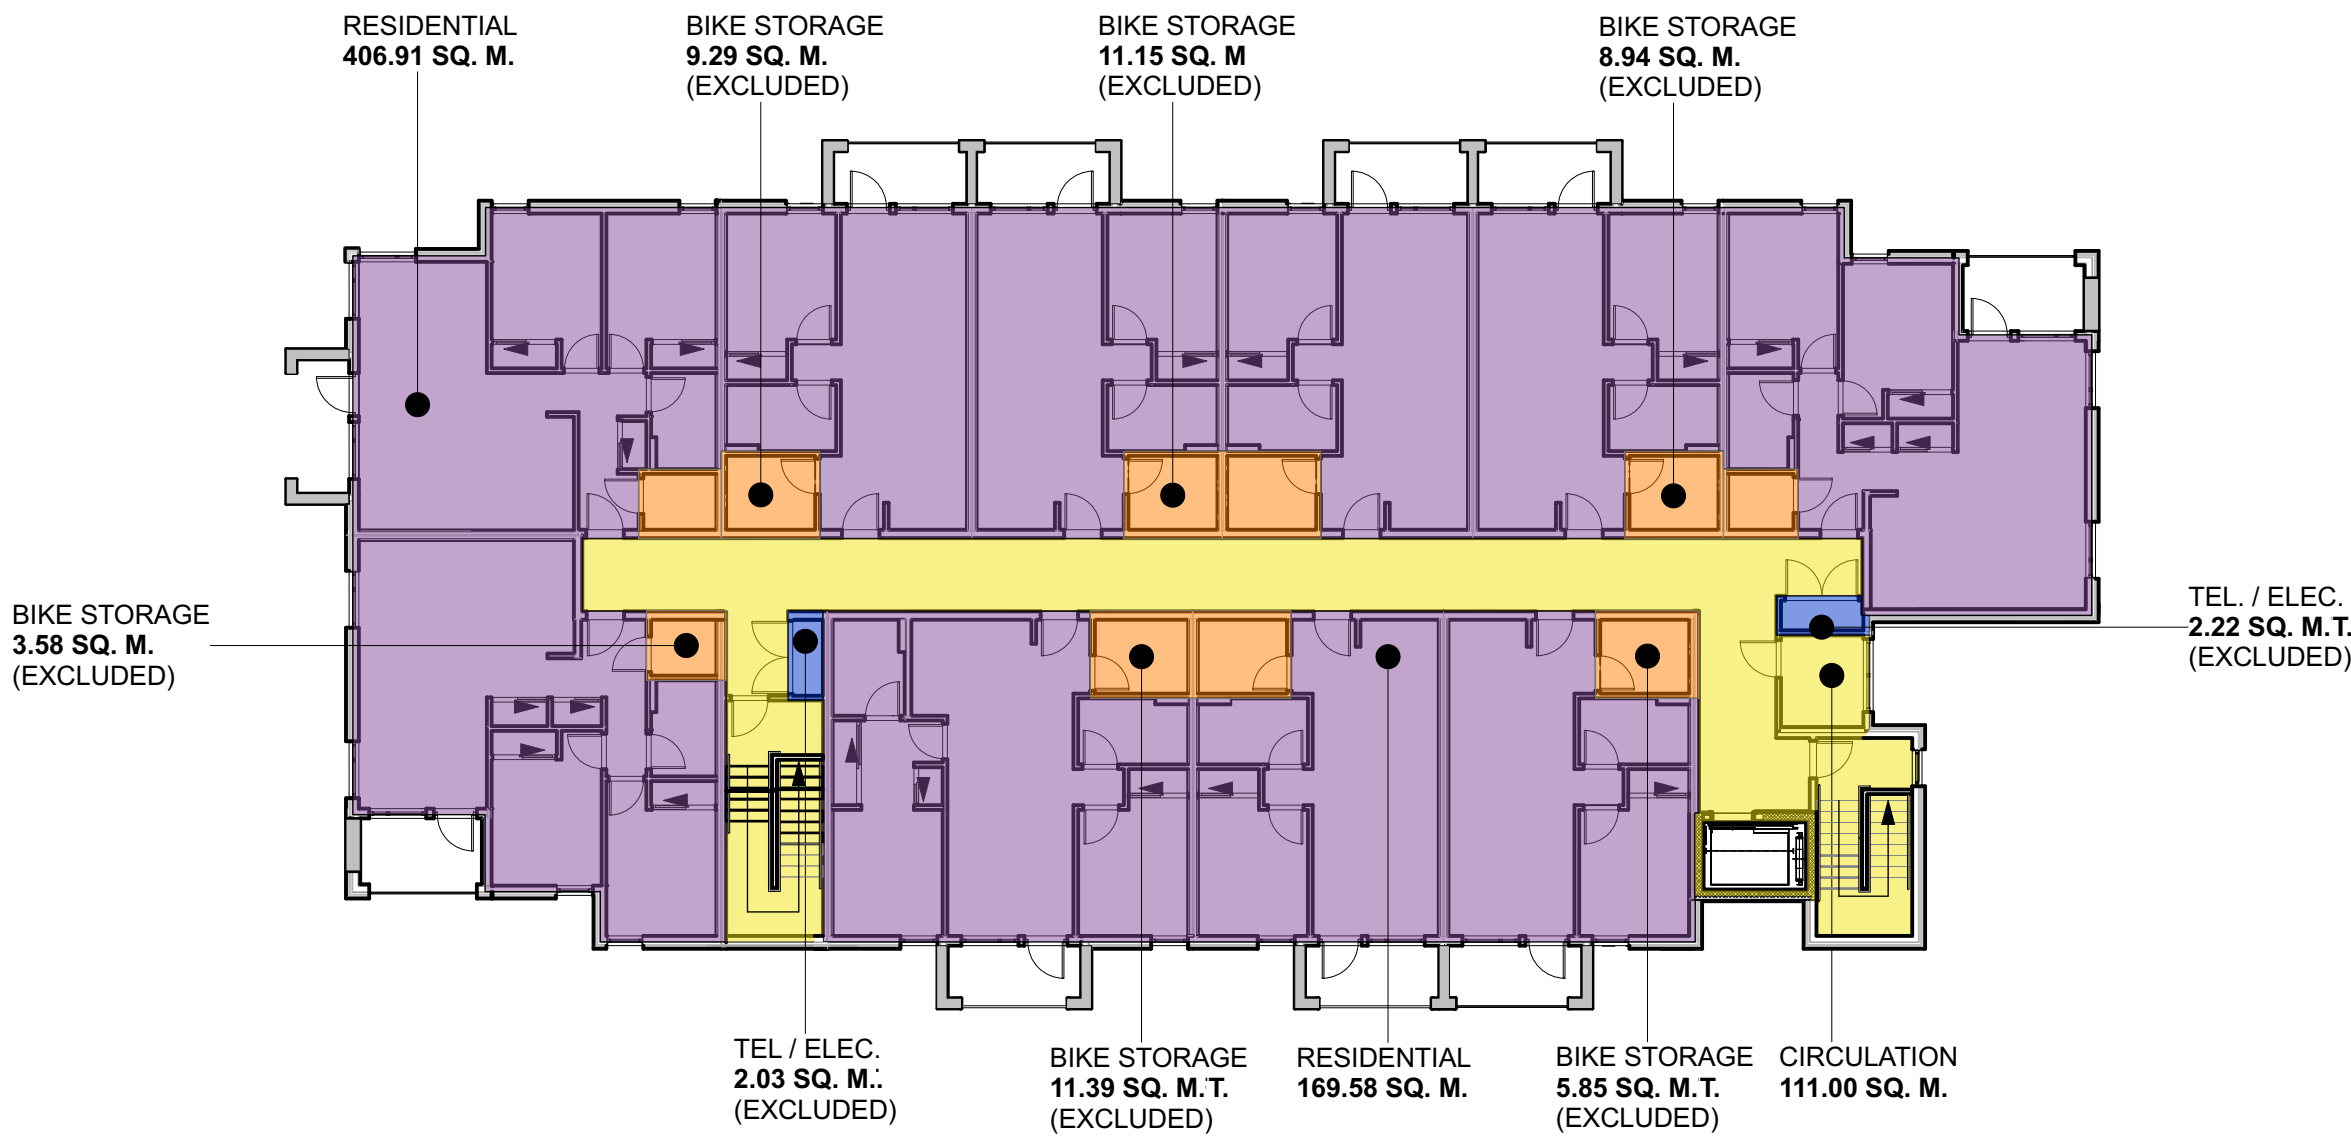 RESIDENTIAL
406.91 SQ. M.
BIKE STORAGE
9.29 SQ. M.
(EXCLUDED)
BIKE STORAGE
11.15 SQ. M
(EXCLUDED)
BIKE STORAGE
8.94 SQ. M.
(EXCLUDED)
BIKE STORAGE
3.58 SQ. M.
(EXCLUDED)
TEL. / ELEC.
2.22 SQ. M.T.
(EXCLUDED)
TEL / ELEC.
2.03 SQ. M..
(EXCLUDED)
BIKE STORAGE
11.39 SQ. M.T.
(EXCLUDED)
RESIDENTIAL
169.58 SQ. M.
BIKE STORAGE
5.85 SQ. M.T.
(EXCLUDED)
CIRCULATION
111.00 SQ. M.